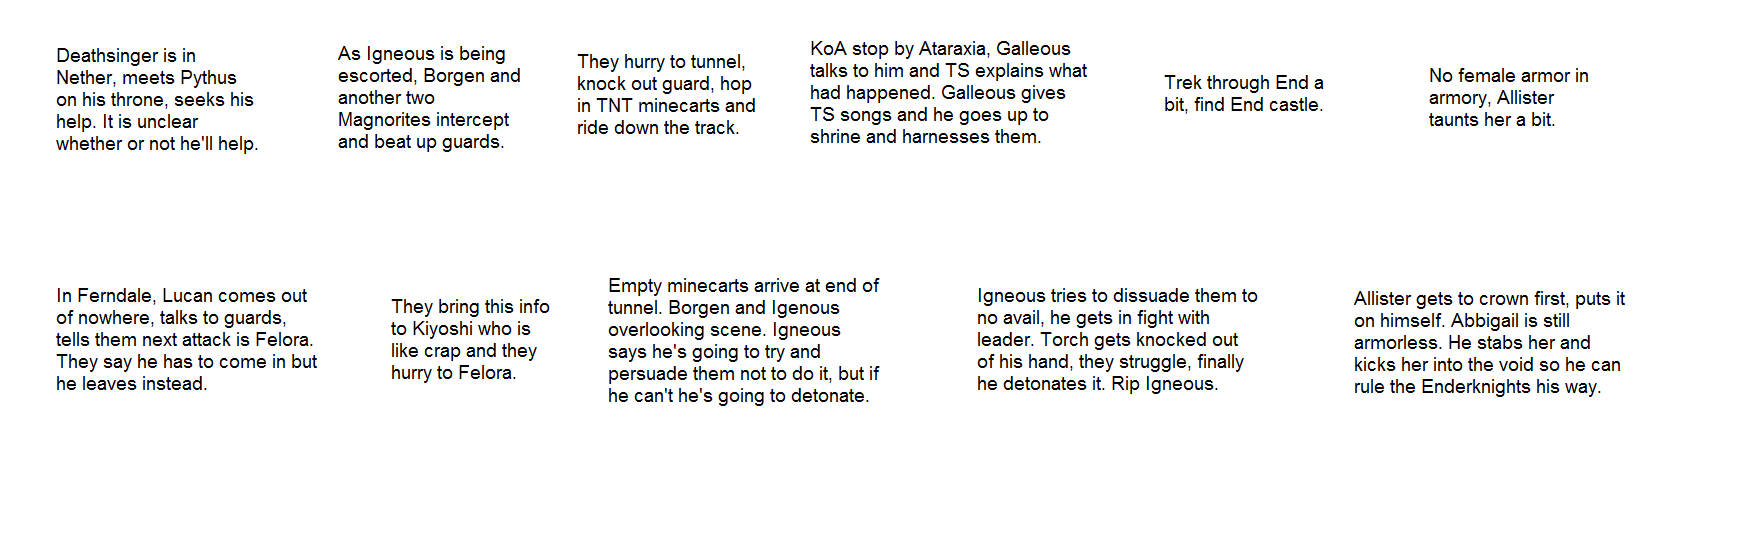 Deathsinger is in
Nether, meets Pythus
on his throne, seeks his
help. It is unclear
whether or not he'll help.
As Igneous is being
escorted, Borgen and
another two
Magnorites intercept
and beat up guards.
They hurry to tunnel,
knock out guard, hop
in TNT minecarts and
ride down the track.
KoA stop by Ataraxia, Galleous
talks to him and TS explains what
had happened. Galleous gives
TS songs and he goes up to
shrine and harnesses them.
Trek through End a
bit, find End castle.
No female armor in
armory, Allister
taunts her a bit.
In Ferndale, Lucan comes out
of nowhere, talks to guards,
tells them next attack is Felora.
They say he has to come in but
he leaves instead.
They bring this info
to Kiyoshi who is
like crap and they
hurry to Felora.
Empty minecarts arrive at end of
tunnel. Borgen and Igenous
overlooking scene. Igneous
says he's going to try and
persuade them not to do it, but if
he can't he's going to detonate.
Igneous tries to dissuade them to
no avail, he gets in fight with
leader. Torch gets knocked out
of his hand, they struggle, finally
he detonates it. Rip Igneous.
Allister gets to crown first, puts it
on himself. Abbigail is still
armorless. He stabs her and
kicks her into the void so he can
rule the Enderknights his way.